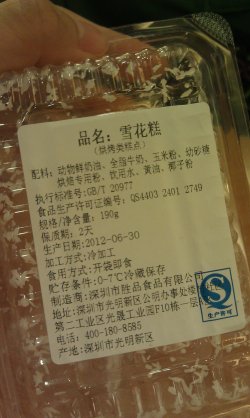 品名：雪花糕
（烘烤类糕点）
配料：动物鲜奶油、全脂牛奶、玉米粉、幼砂糖
烘焙专用粉、饮用水、黄油、椰子粉
执行标准号:GB/T 20977
食品生产许可证编号：QS4403 2401 2749
规格/净含量：190g
保质期：2天
生产日期:2012-06-30
加工方式:冷加工
食用方式:开袋即食
贮存条件:0-7℃冷藏保存
制造商:深圳市胜品食品有限公司
地址:深圳市光明新区公明办事处
第二工业区光晟工业园F10栋一层
电话：400-180-8585
产地:深圳市光明新区
生产许可